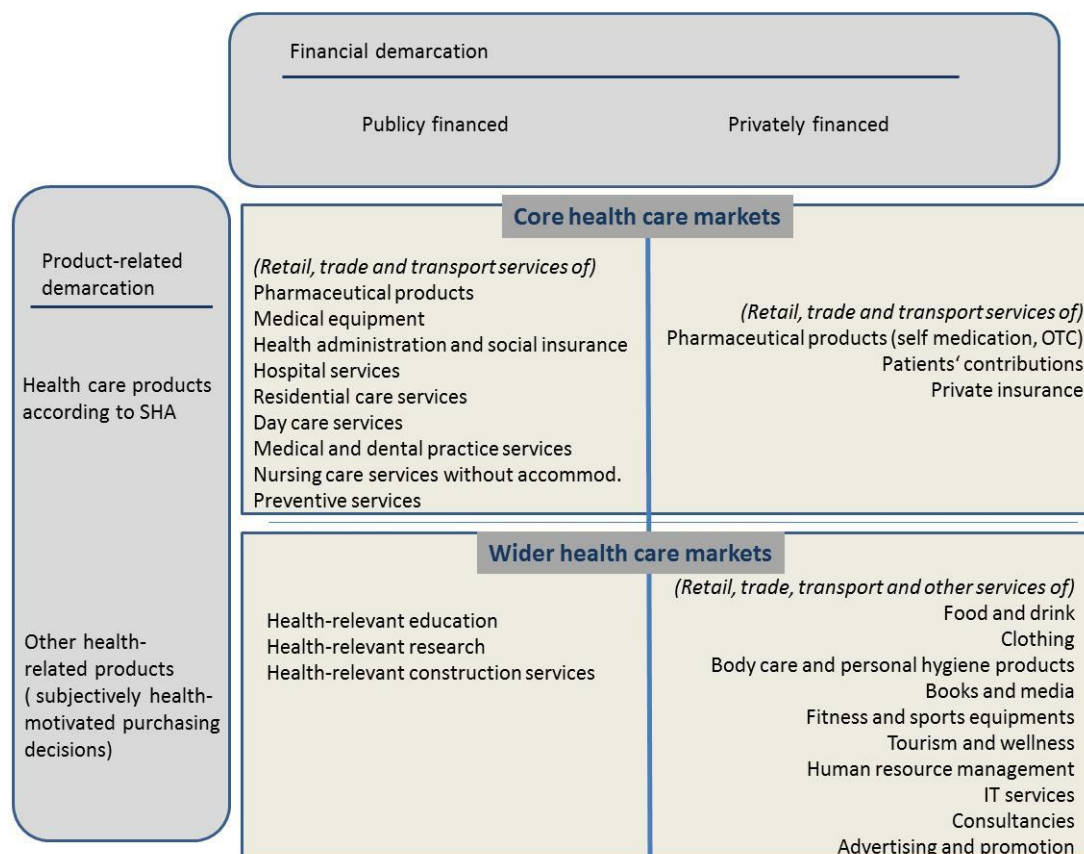 Financial demarcation
Publicy financed
Privately financed
Product-related
demarcation
Health care products
according to SHA
Other health-
related products
( subjectively health-
motivated purchasing
decisions)
Core health care markets
(Retail, trade and transport services of)
Pharmaceutical products
Medical equipment
Health administration and social insurance
Hospital services
Residential care services
Day care services
Medical and dental practice services
Nursing care services without accommod.
Preventive services
(Retail, trade and transport services of)
Pharmaceutical products (self medication, OTC)
Patients‘ contributions
Private insurance
Wider health care markets
Health-relevant education
Health-relevant research
Health-relevant construction services
(Retail, trade, transport and other services of)
Food and drink
Clothing
Body care and personal hygiene products
Books and media
Fitness and sports equipments
Tourism and wellness
Human resource management
IT services
Consultancies
Advertising and promotion